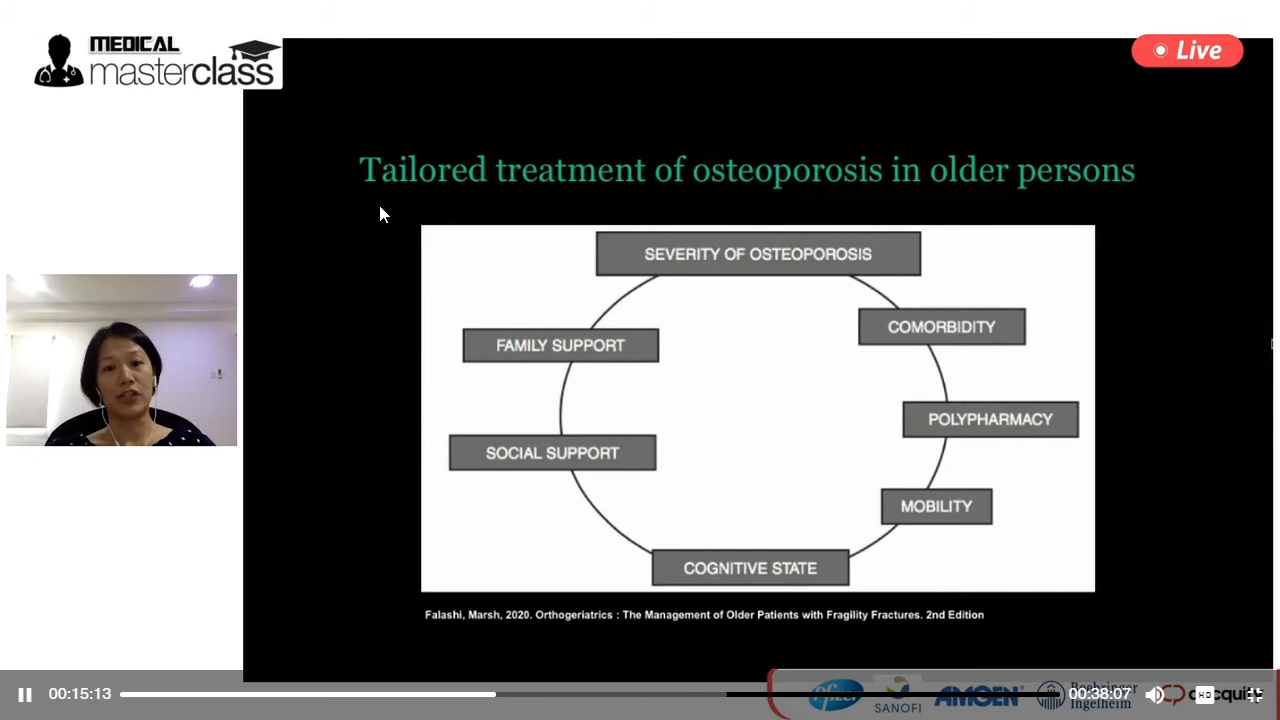 MEDICAL
masterclass
Live
Tailored treatment of osteoporosis in older persons
SEVERITY OF OSTEOPOROSIS
COMORBIDITY
FAMILY SUPPORT
POLYPHARMACY
SOCIAL SUPPORT
MOBILITY
COGNITIVE STATE
Falashi, Marsh, 2020. Orthogeriatrics : The Management of Older Patients with Fragility Fractures. 2nd Edition
00:15:13
Pfizer
SANOFI
AMGEN
Boehringer
Ingelheim
00:38:07
HD